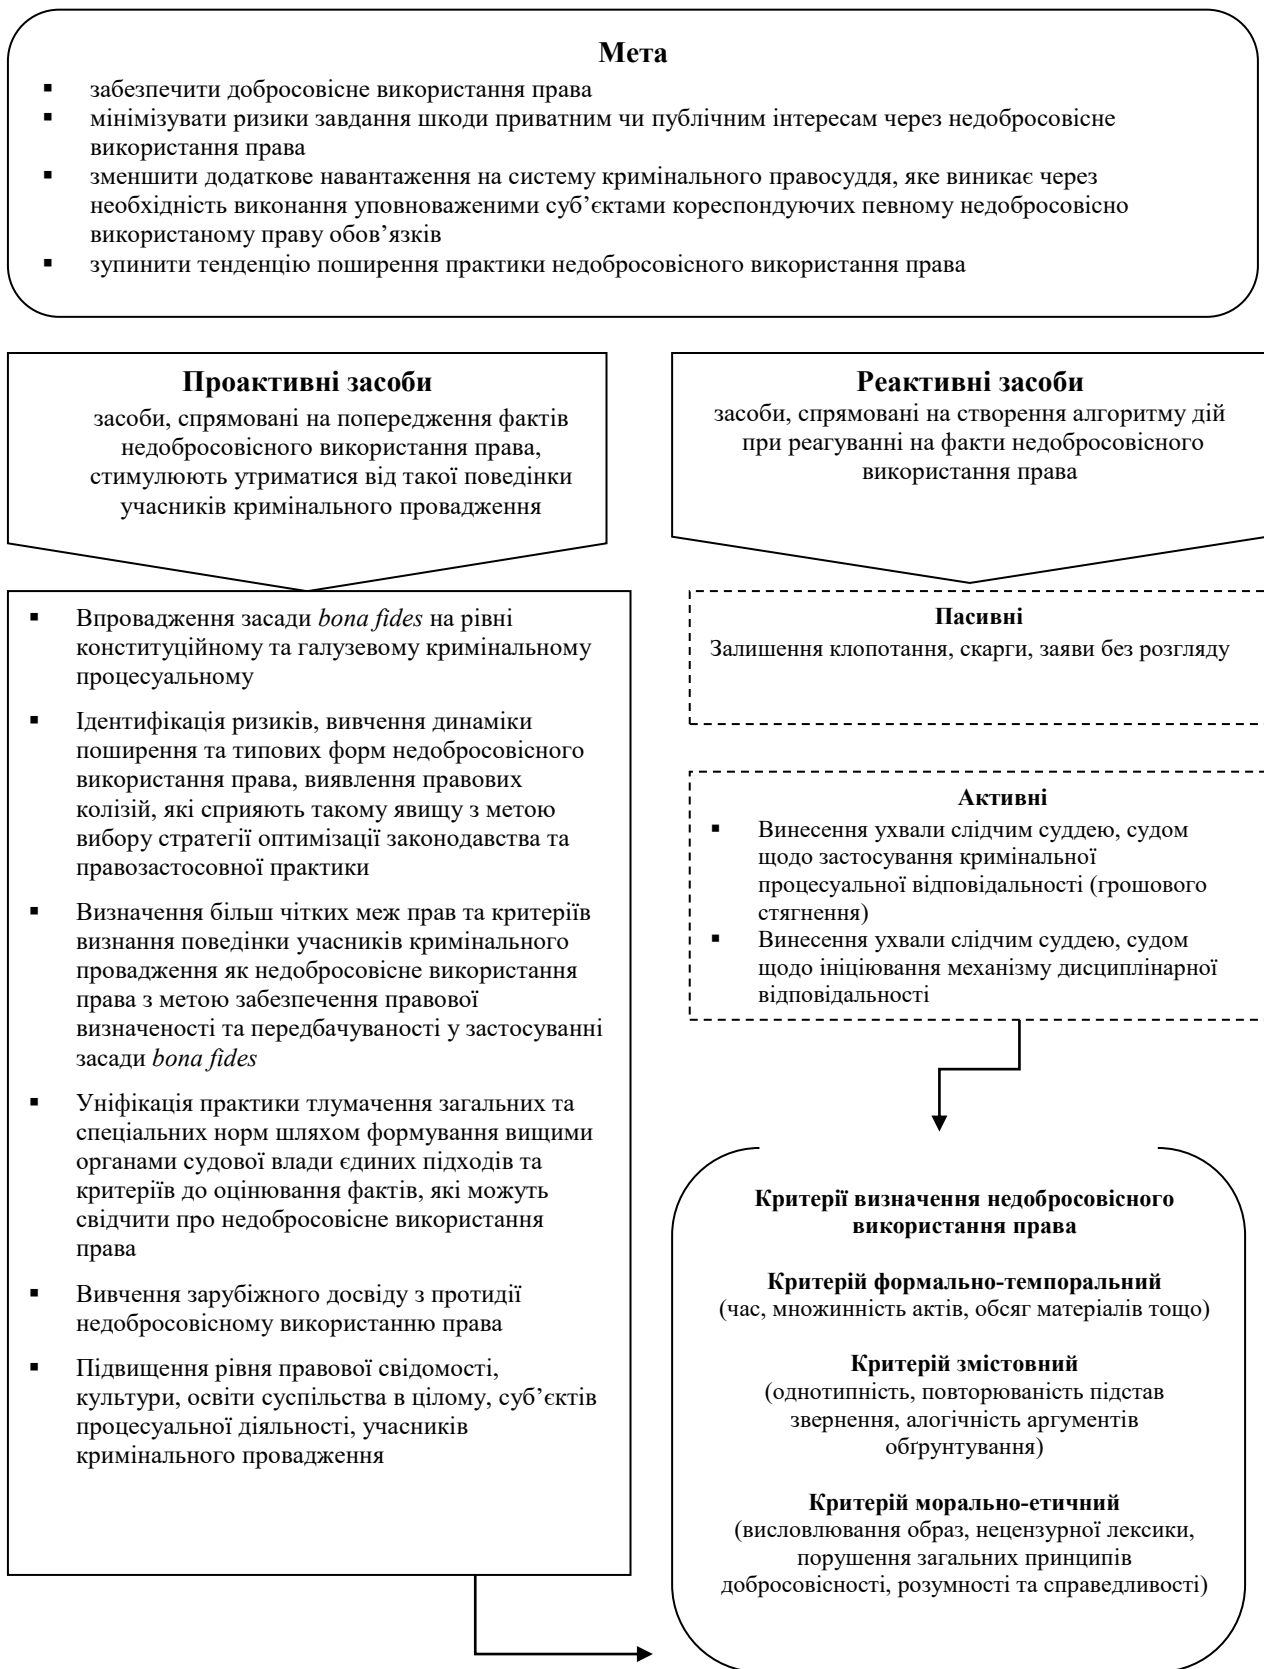 Мета
▪ забезпечити добросовісне використання права
▪ мінімізувати ризики завдання шкоди приватним чи публічним інтересам через недобросовісне
використання права
▪ зменшити додаткове навантаження на систему кримінального правосуддя, яке виникає через
необхідність виконання уповноваженими суб’єктами кореспондуючих певному недобросовісно
використаному праву обов’язків
▪ зупинити тенденцію поширення практики недобросовісного використання права
Проактивні засоби
засоби, спрямовані на попередження фактів
недобросовісного використання права,
стимулюють утриматися від такої поведінки
учасників кримінального провадження
▪ Впровадження засади bona fides на рівні
конституційному та галузевому кримінальному
процесуальному
▪ Ідентифікація ризиків, вивчення динаміки
поширення та типових форм недобросовісного
використання права, виявлення правових
колізій, які сприяють такому явищу з метою
вибору стратегії оптимізації законодавства та
правозастосовної практики
▪ Визначення більш чітких меж прав та критеріїв
визнання поведінки учасників кримінального
провадження як недобросовісне використання
права з метою забезпечення правової
визначеності та передбачуваності у застосуванні
засади bona fides
▪ Уніфікація практики тлумачення загальних та
спеціальних норм шляхом формування вищими
органами судової влади єдиних підходів та
критеріїв до оцінювання фактів, які можуть
свідчити про недобросовісне використання
права
▪ Вивчення зарубіжного досвіду з протидії
недобросовісному використанню права
▪ Підвищення рівня правової свідомості,
культури, освіти суспільства в цілому, суб’єктів
процесуальної діяльності, учасників
кримінального провадження
Реактивні засоби
засоби, спрямовані на створення алгоритму дій
при реагуванні на факти недобросовісного
використання права
Пасивні
Залишення клопотання, скарги, заяви без розгляду
Активні
▪ Винесення ухвали слідчим суддею, судом
щодо застосування кримінальної
процесуальної відповідальності (грошового
стягнення)
▪ Винесення ухвали слідчим суддею, судом
щодо ініціювання механізму дисциплінарної
відповідальності
Критерії визначення недобросовісного
використання права
Критерій формально-темпоральний
(час, множинність актів, обсяг матеріалів тощо)
Критерій змістовний
(однотипність, повторюваність підстав
звернення, алогічність аргументів
обґрунтування)
Критерій морально-етичний
(висловлювання образ, нецензурної лексики,
порушення загальних принципів
добросовісності, розумності та справедливості)